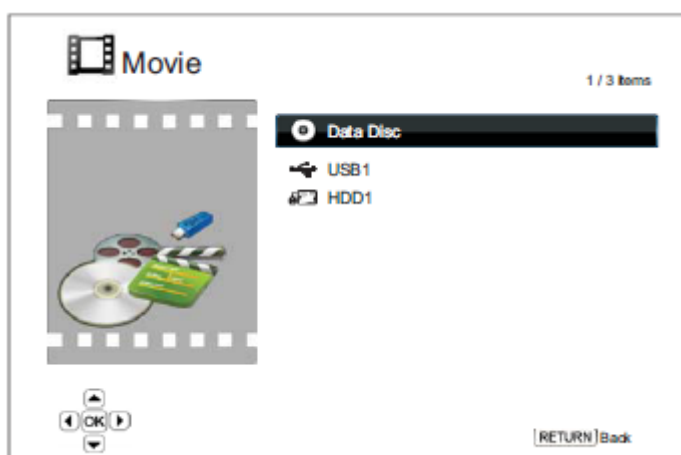 Movie
1 / 3 Items
Data Disc
USB1
HDD1
OK
RETURN Back